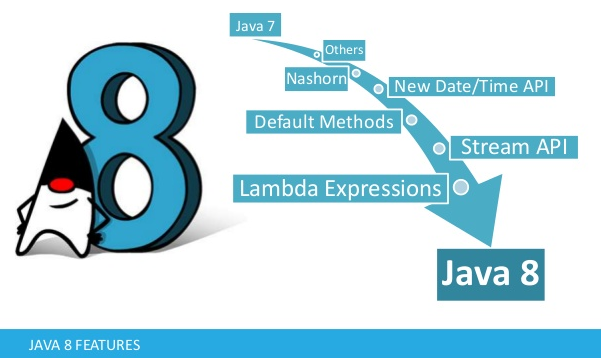 Java 7
Others
Nashorn
New Date/Time API
Default Methods
Stream API
Lambda Expressions
Java 8
8
JAVA 8 FEATURES